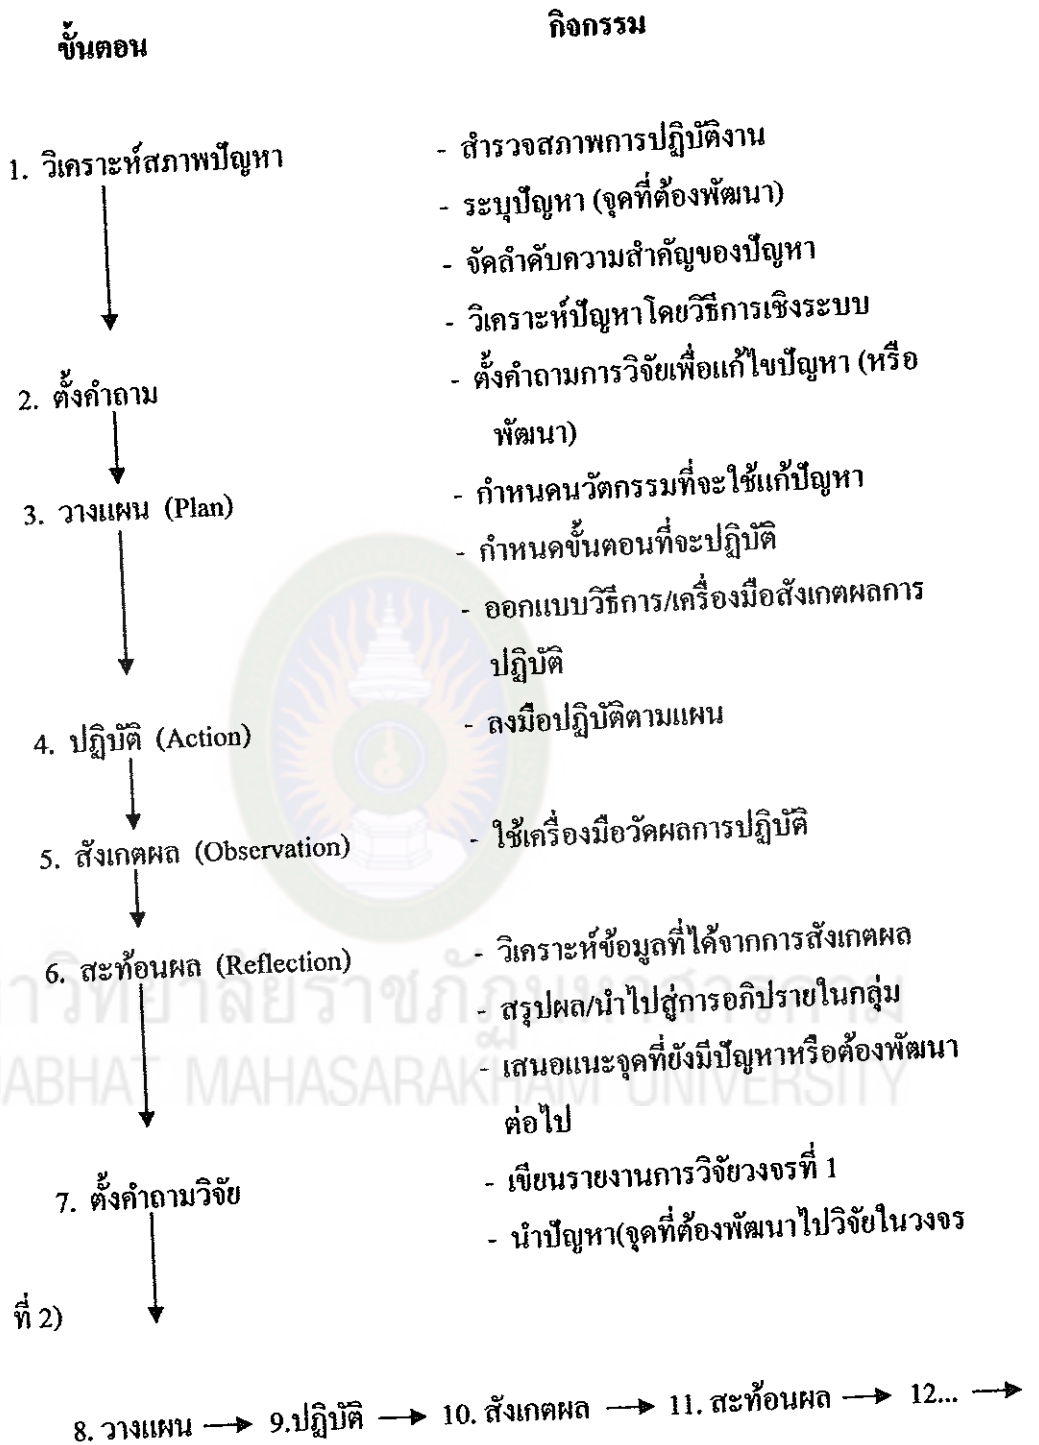 ขั้นตอน กิจกรรม
1. วิเคราะห์สภาพปัญหา - สำรวจสภาพการปฏิบัติงาน
- ระบุปัญหา (จุดที่ต้องพัฒนา)
- จัดลำดับความสำคัญของปัญหา
- วิเคราะห์ปัญหาโดยวิธีการเชิงระบบ
2. ตั้งคำถาม - ตั้งคำถามการวิจัยเพื่อแก้ไขปัญหา (หรือ
พัฒนา)
3. วางแผน (Plan) - กำหนดนวัตกรรมที่จะใช้แก้ปัญหา
- กำหนดขั้นตอนที่จะปฏิบัติ
- ออกแบบวิธีการ/เครื่องมือสังเกตผลการ
ปฏิบัติ
4. ปฏิบัติ (Action) - ลงมือปฏิบัติตามแผน
5. สังเกตผล (Observation) - ใช้เครื่องมือวัดผลการปฏิบัติ
6. สะท้อนผล (Reflection) - วิเคราะห์ข้อมูลที่ได้จากการสังเกตผล
- สรุปผล/นำไปสู่การอภิปรายในกลุ่ม
- เสนอแนะจุดที่ยังมีปัญหาหรือต้องพัฒนา
ต่อไป
7. ตั้งคำถามวิจัย - เขียนรายงานการวิจัยวงจรที่ 1
- นำปัญหา(จุดที่ต้องพัฒนาไปวิจัยในวงจร
ที่ 2)
8. วางแผน → 9.ปฏิบัติ → 10. สังเกตผล → 11. สะท้อนผล → 12... →
าวิทยาลัยราชภัฏมหาสารคาม
ABHAT MAHASARAKHAM UNIVERSITY